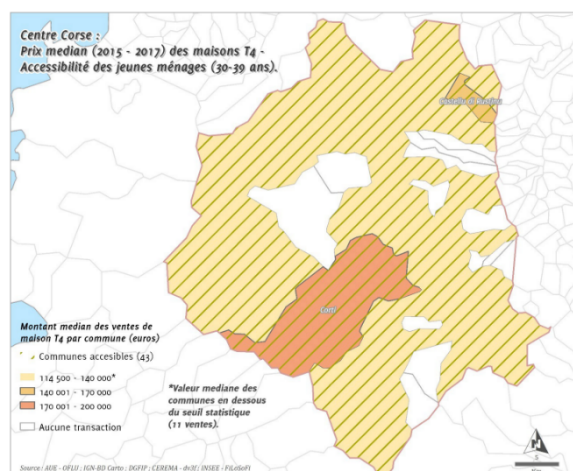 Centre Corse :
Prix median (2015 - 2017) des maisons T4 -
Accessibilité des jeunes ménages (30-39 ans).
Corti
Montant median des ventes de
maison T4 par commune (euros)
Communes accesibles (43)
114 500 - 140 000*
140 001 - 170 000
170 001 - 200 000
Aucune transaction
*Valeur mediane des
communes en dessous
du seuil statistique
(11 ventes).
Source : AUE - OFLIJ ; IGN-BD Carto ; DGFIP ; CEREMA - dv3f ; INSEE - FiLoSoFi